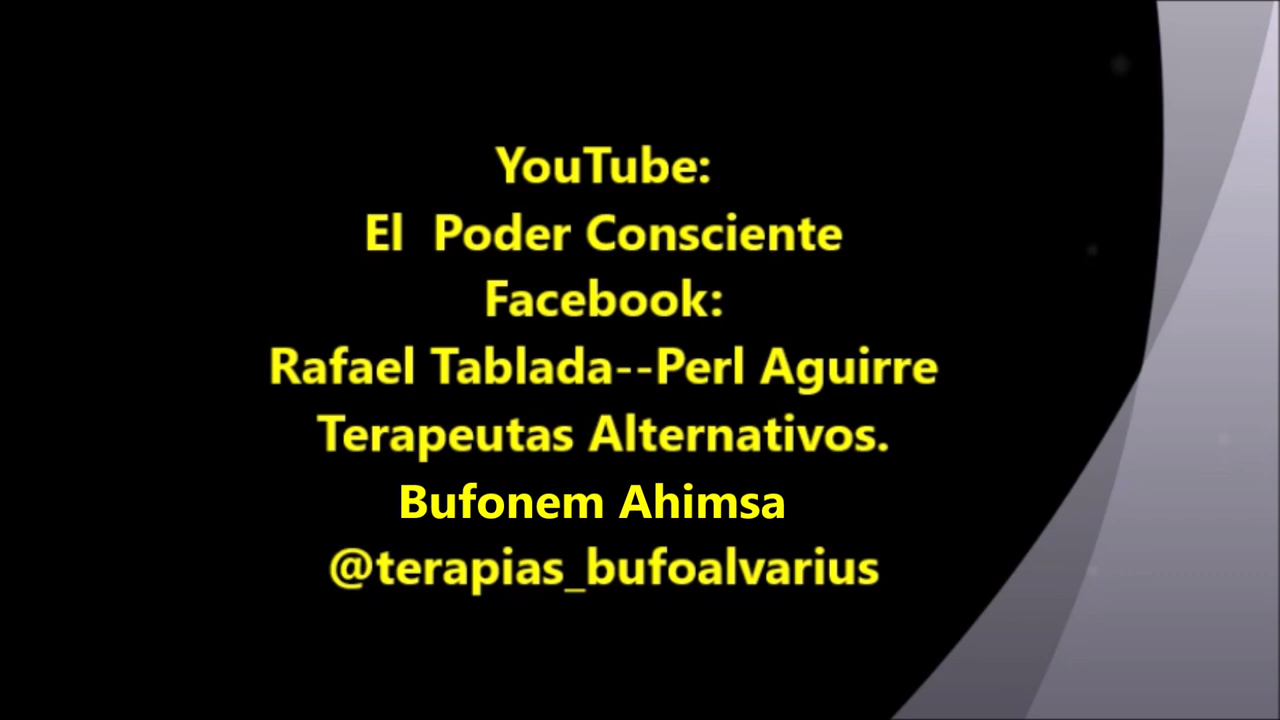 YouTube:
El  Poder Consciente
Facebook:
Rafael Tablada--Perl Aguirre
Terapeutas Alternativos.
Bufonem Ahimsa
@terapias_bufoalvarius